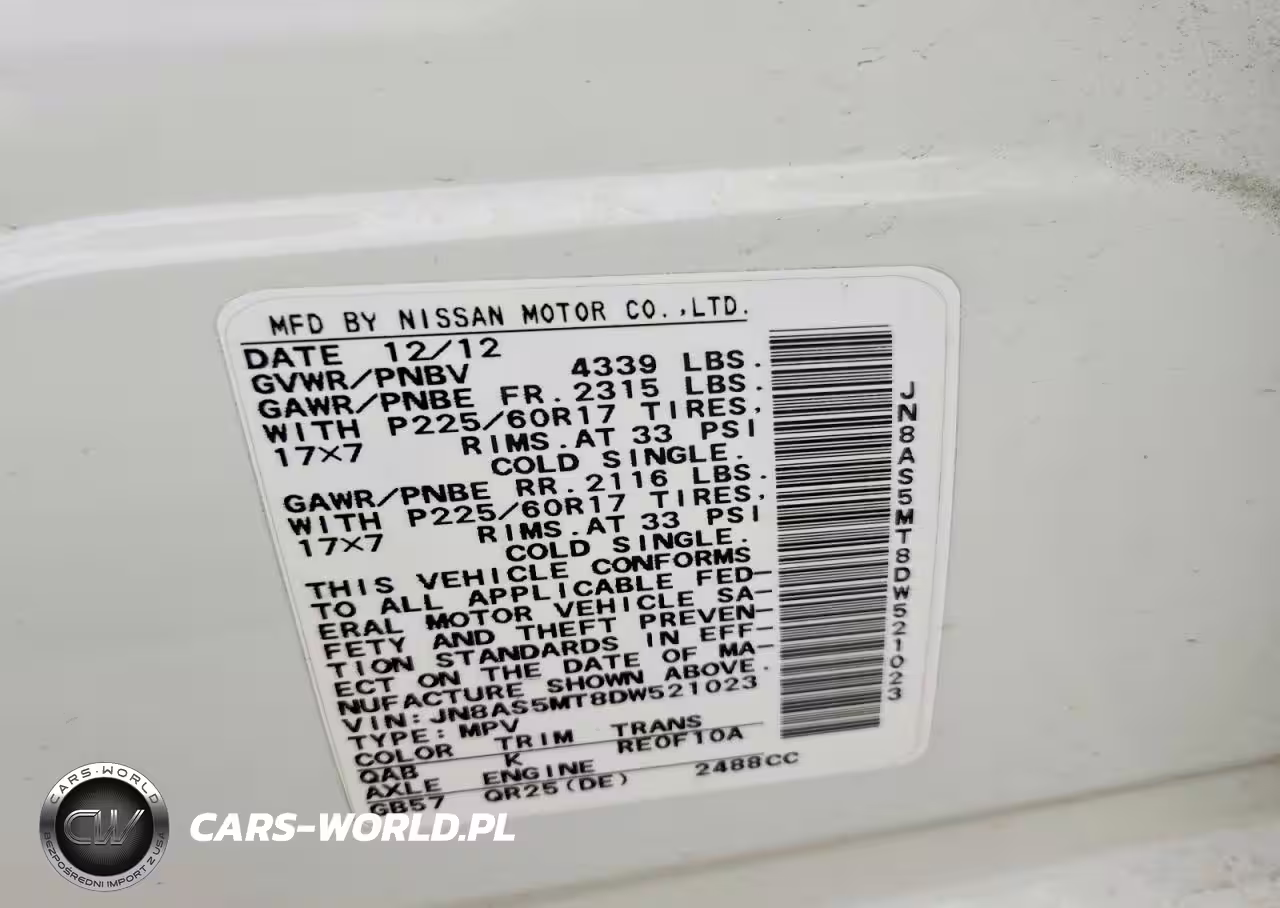 MFD BY NISSAN MOTOR CO.,LTD.
DATE 12/12
GVWR/PNBV 4339 LBS.
GAWR/PNBE FR. 2315 LBS.
WITH P225/60R17 TIRES,
17×7 RIMS.AT 33 PSI
COLD SINGLE.
GAWR/PNBE RR. 2116 LBS.
WITH P225/60R17 TIRES,
17×7 RIMS.AT 33 PSI
COLD SINGLE.
THIS VEHICLE CONFORMS
TO ALL APPLICABLE FED-
ERAL MOTOR VEHICLE SA-
FETY AND THEFT PREVEN-
TION STANDARDS IN EFF-
ECT ON THE DATE OF MA-
NUFACTURE SHOWN ABOVE.
VIN: JN8AS5MT8DW521023
TYPE: MPV
COLOR TRIM TRANS
QAB K RE0F10A
AXLE ENGINE
GB57 QR25(DE) 2488CC
JN8AS5MT8DW521023
CARS-WORLD
CW
BEZPOŚREDNI IMPORT Z USA
CARS-WORLD.PL